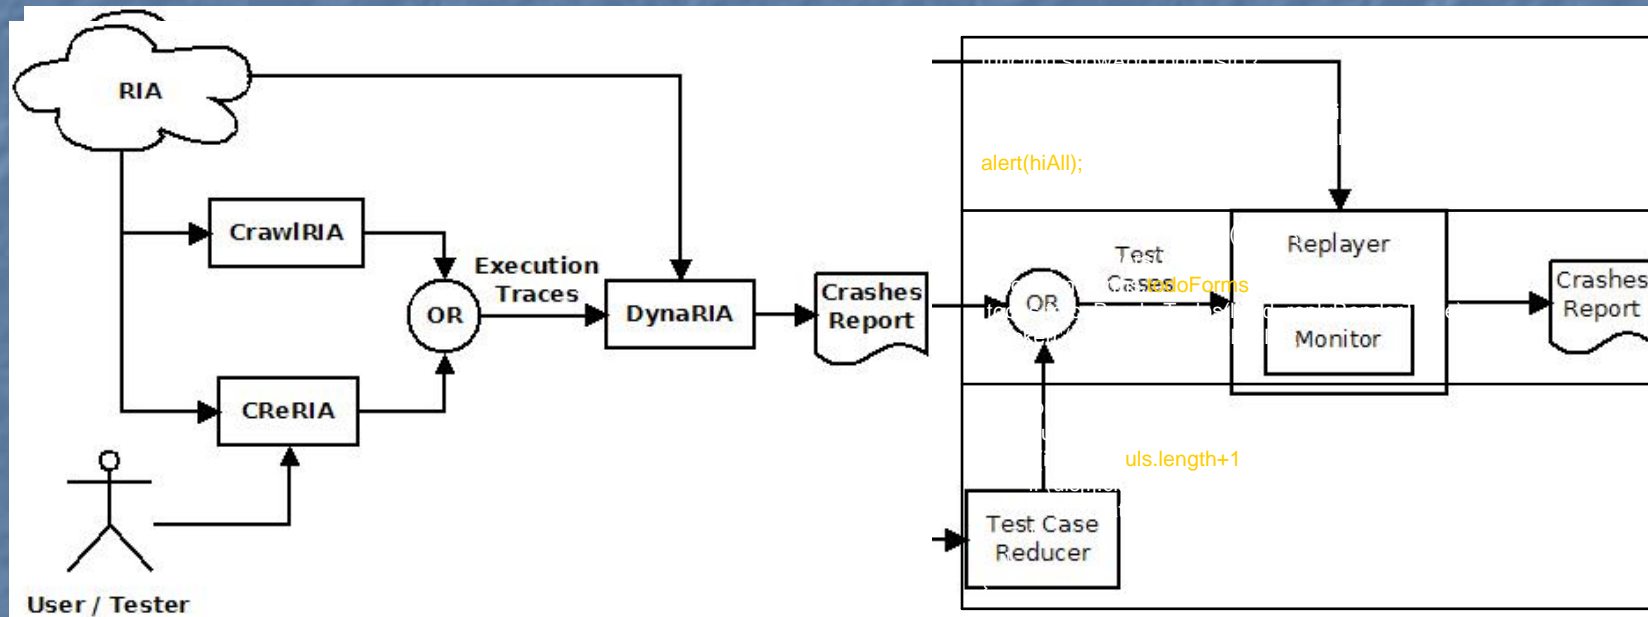 RIA
CrawlRIA
Execution
Traces
OR
DynaRIA
Crashes
Report
CReRIA
User / Tester
alert(hiAll);
Test
Cases
todoForms
OR
Replayer
Monitor
Crashes
Report
uls.length+1
Test Case
Reducer